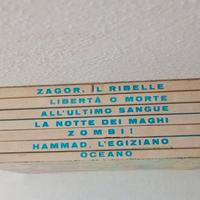 ZAGOR, IL RIBELLE
LIBERTÀ O MORTE
ALL'ULTIMO SANGUE
LA NOTTE DEI MAGHI
ZOMBI!
HAMMAD, L'EGIZIANO
OCEANO